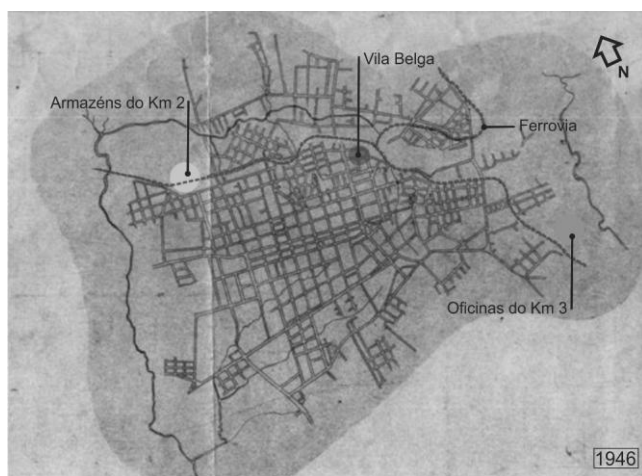 Vila Belga
N
Armazéns do Km 2
Ferrovia
Oficinas do Km 3
1946